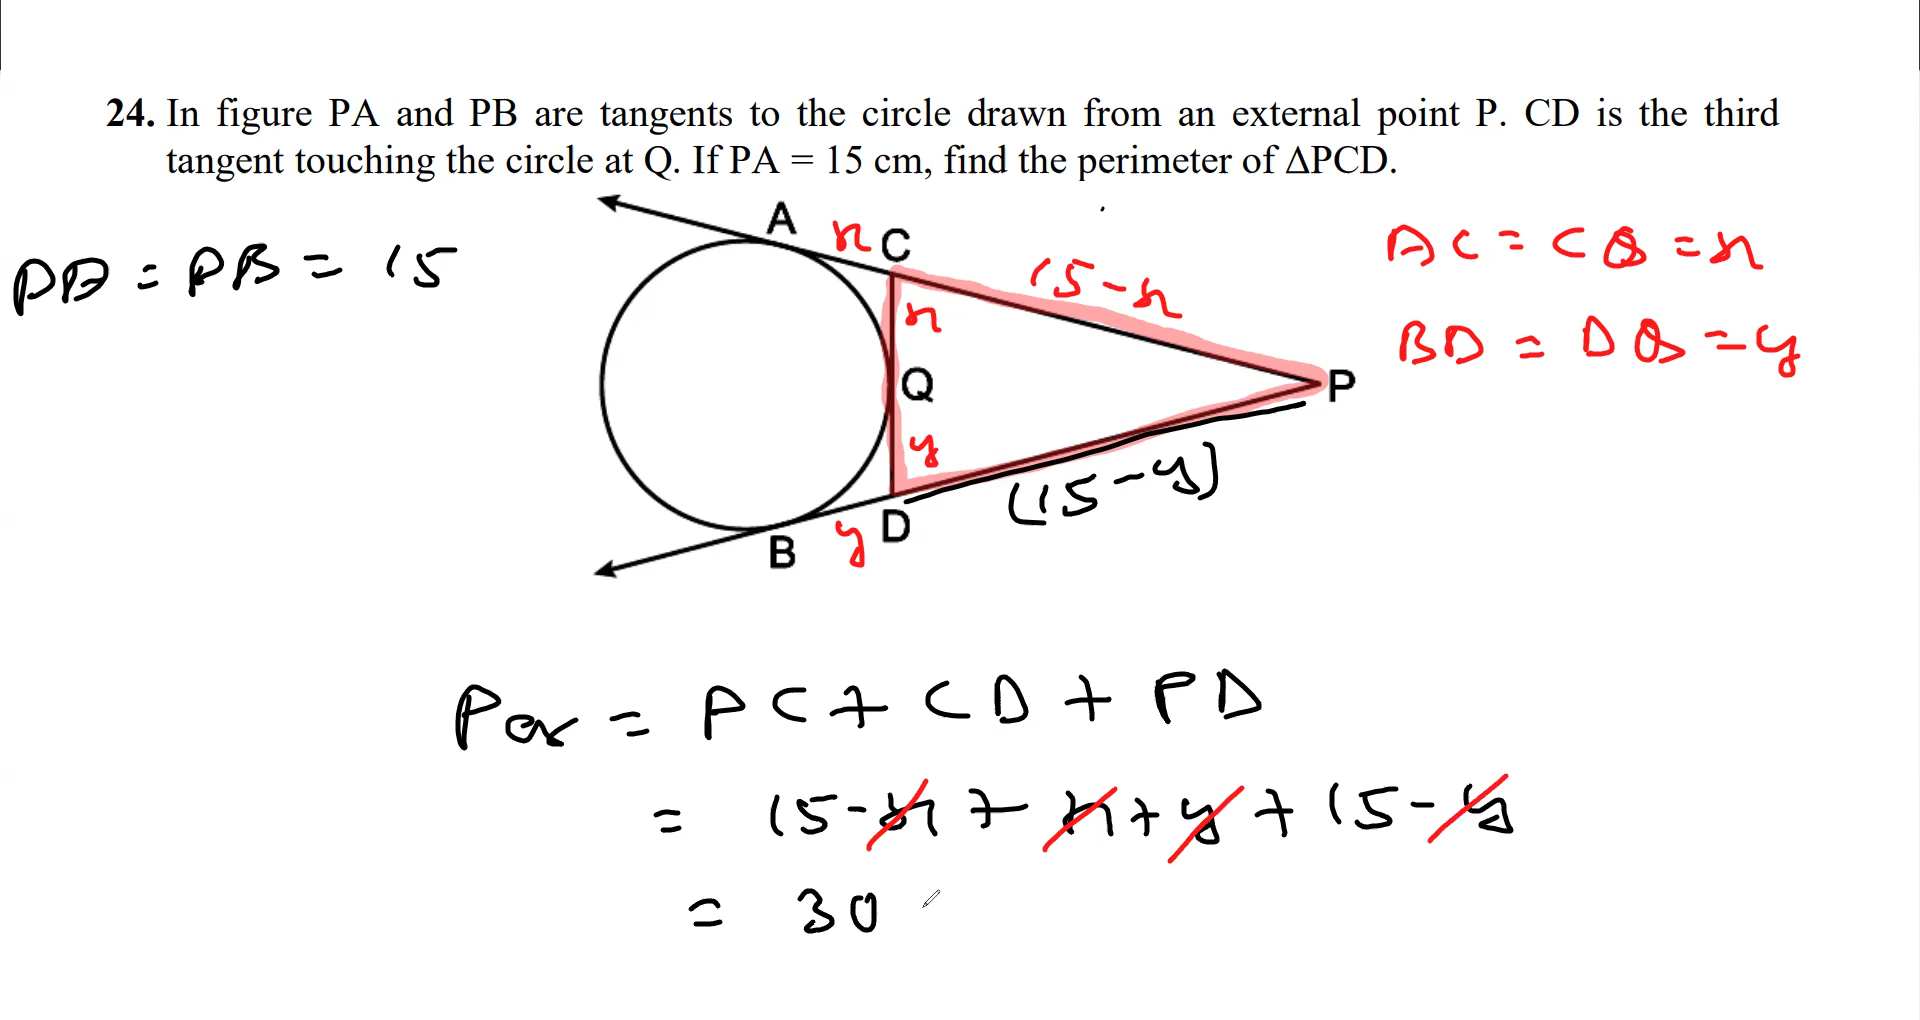 24. In figure PA and PB are tangents to the circle drawn from an external point P. CD is the third
tangent touching the circle at Q. If PA = 15 cm, find the perimeter of ΔPCD.
PA = PB = 15
A
x
C
15-x
AC = CQ = x
x
BD = DQ = y
Q
P
y
(15-y)
D
y
B
Per = PC + CD + PD
= 15-x + x+y + 15-y
= 30